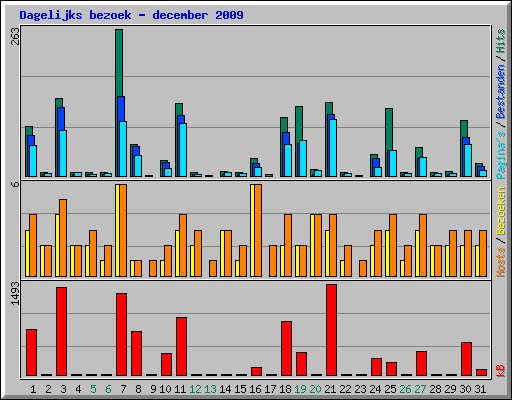 Dagelijks bezoek - december 2009
263
6
1493
Hosts / Bezoeken Pagina's / Bestanden / Hits
kB
1 2 3 4 5 6 7 8 9 10 11 12 13 14 15 16 17 18 19 20 21 22 23 24 25 26 27 28 29 30 31